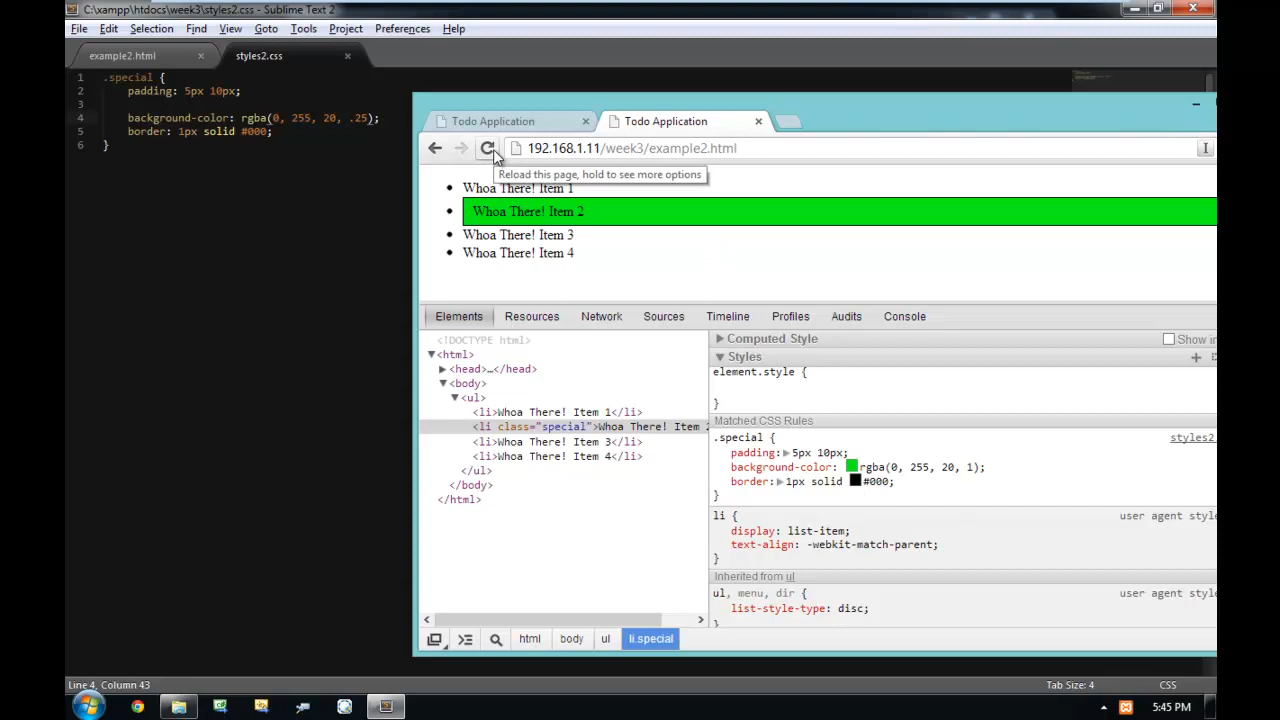 C:\xampp\htdocs\week3\styles2.css - Sublime Text 2
File Edit Selection Find View Goto Tools Project Preferences Help
example2.html × styles2.css ×
1 .special {
2 padding: 5px 10px;
3
4 background-color: rgba(0, 255, 20, .25);
5 border: 1px solid #000;
6 }
Todo Application × Todo Application ×
192.168.1.11/week3/example2.html
Reload this page, hold to see more options
Whoa There! Item 1
Whoa There! Item 2
Whoa There! Item 3
Whoa There! Item 4
Elements Resources Network Sources Timeline Profiles Audits Console
<!DOCTYPE html>
▼<html>
▶<head>…</head>
▼<body>
▼<ul>
<li>Whoa There! Item 1</li>
<li class="special">Whoa There! Item 2
<li>Whoa There! Item 3</li>
<li>Whoa There! Item 4</li>
</ul>
</body>
</html>
▶ Computed Style Show in
▼ Styles
element.style {
}
Matched CSS Rules
.special { styles2
padding:▶5px 10px;
background-color: rgba(0, 255, 20, 1);
border:▶1px solid #000;
}
li { user agent style
display: list-item;
text-align: -webkit-match-parent;
}
Inherited from ul
ul, menu, dir { user agent style
list-style-type: disc;
}
html body ul li.special
Line 4, Column 43 Tab Size: 4 CSS
5:45 PM